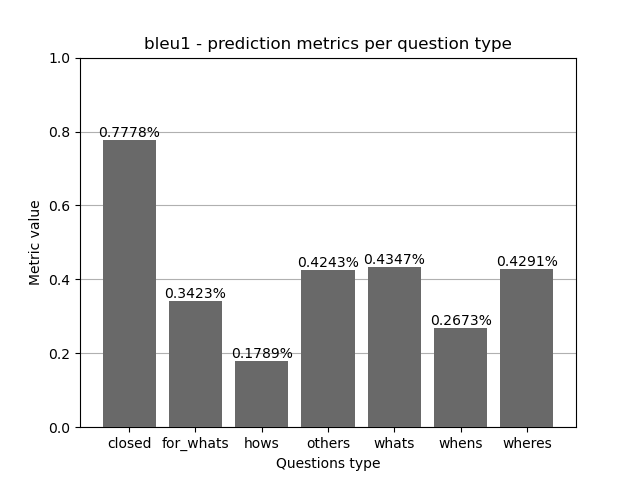 bleu1 - prediction metrics per question type
1.0
0.8
0.6
0.4
0.2
0.0
Metric value
0.7778%
0.3423%
0.1789%
0.4243%
0.4347%
0.2673%
0.4291%
closed
for_whats
hows
others
whats
whens
wheres
Questions type